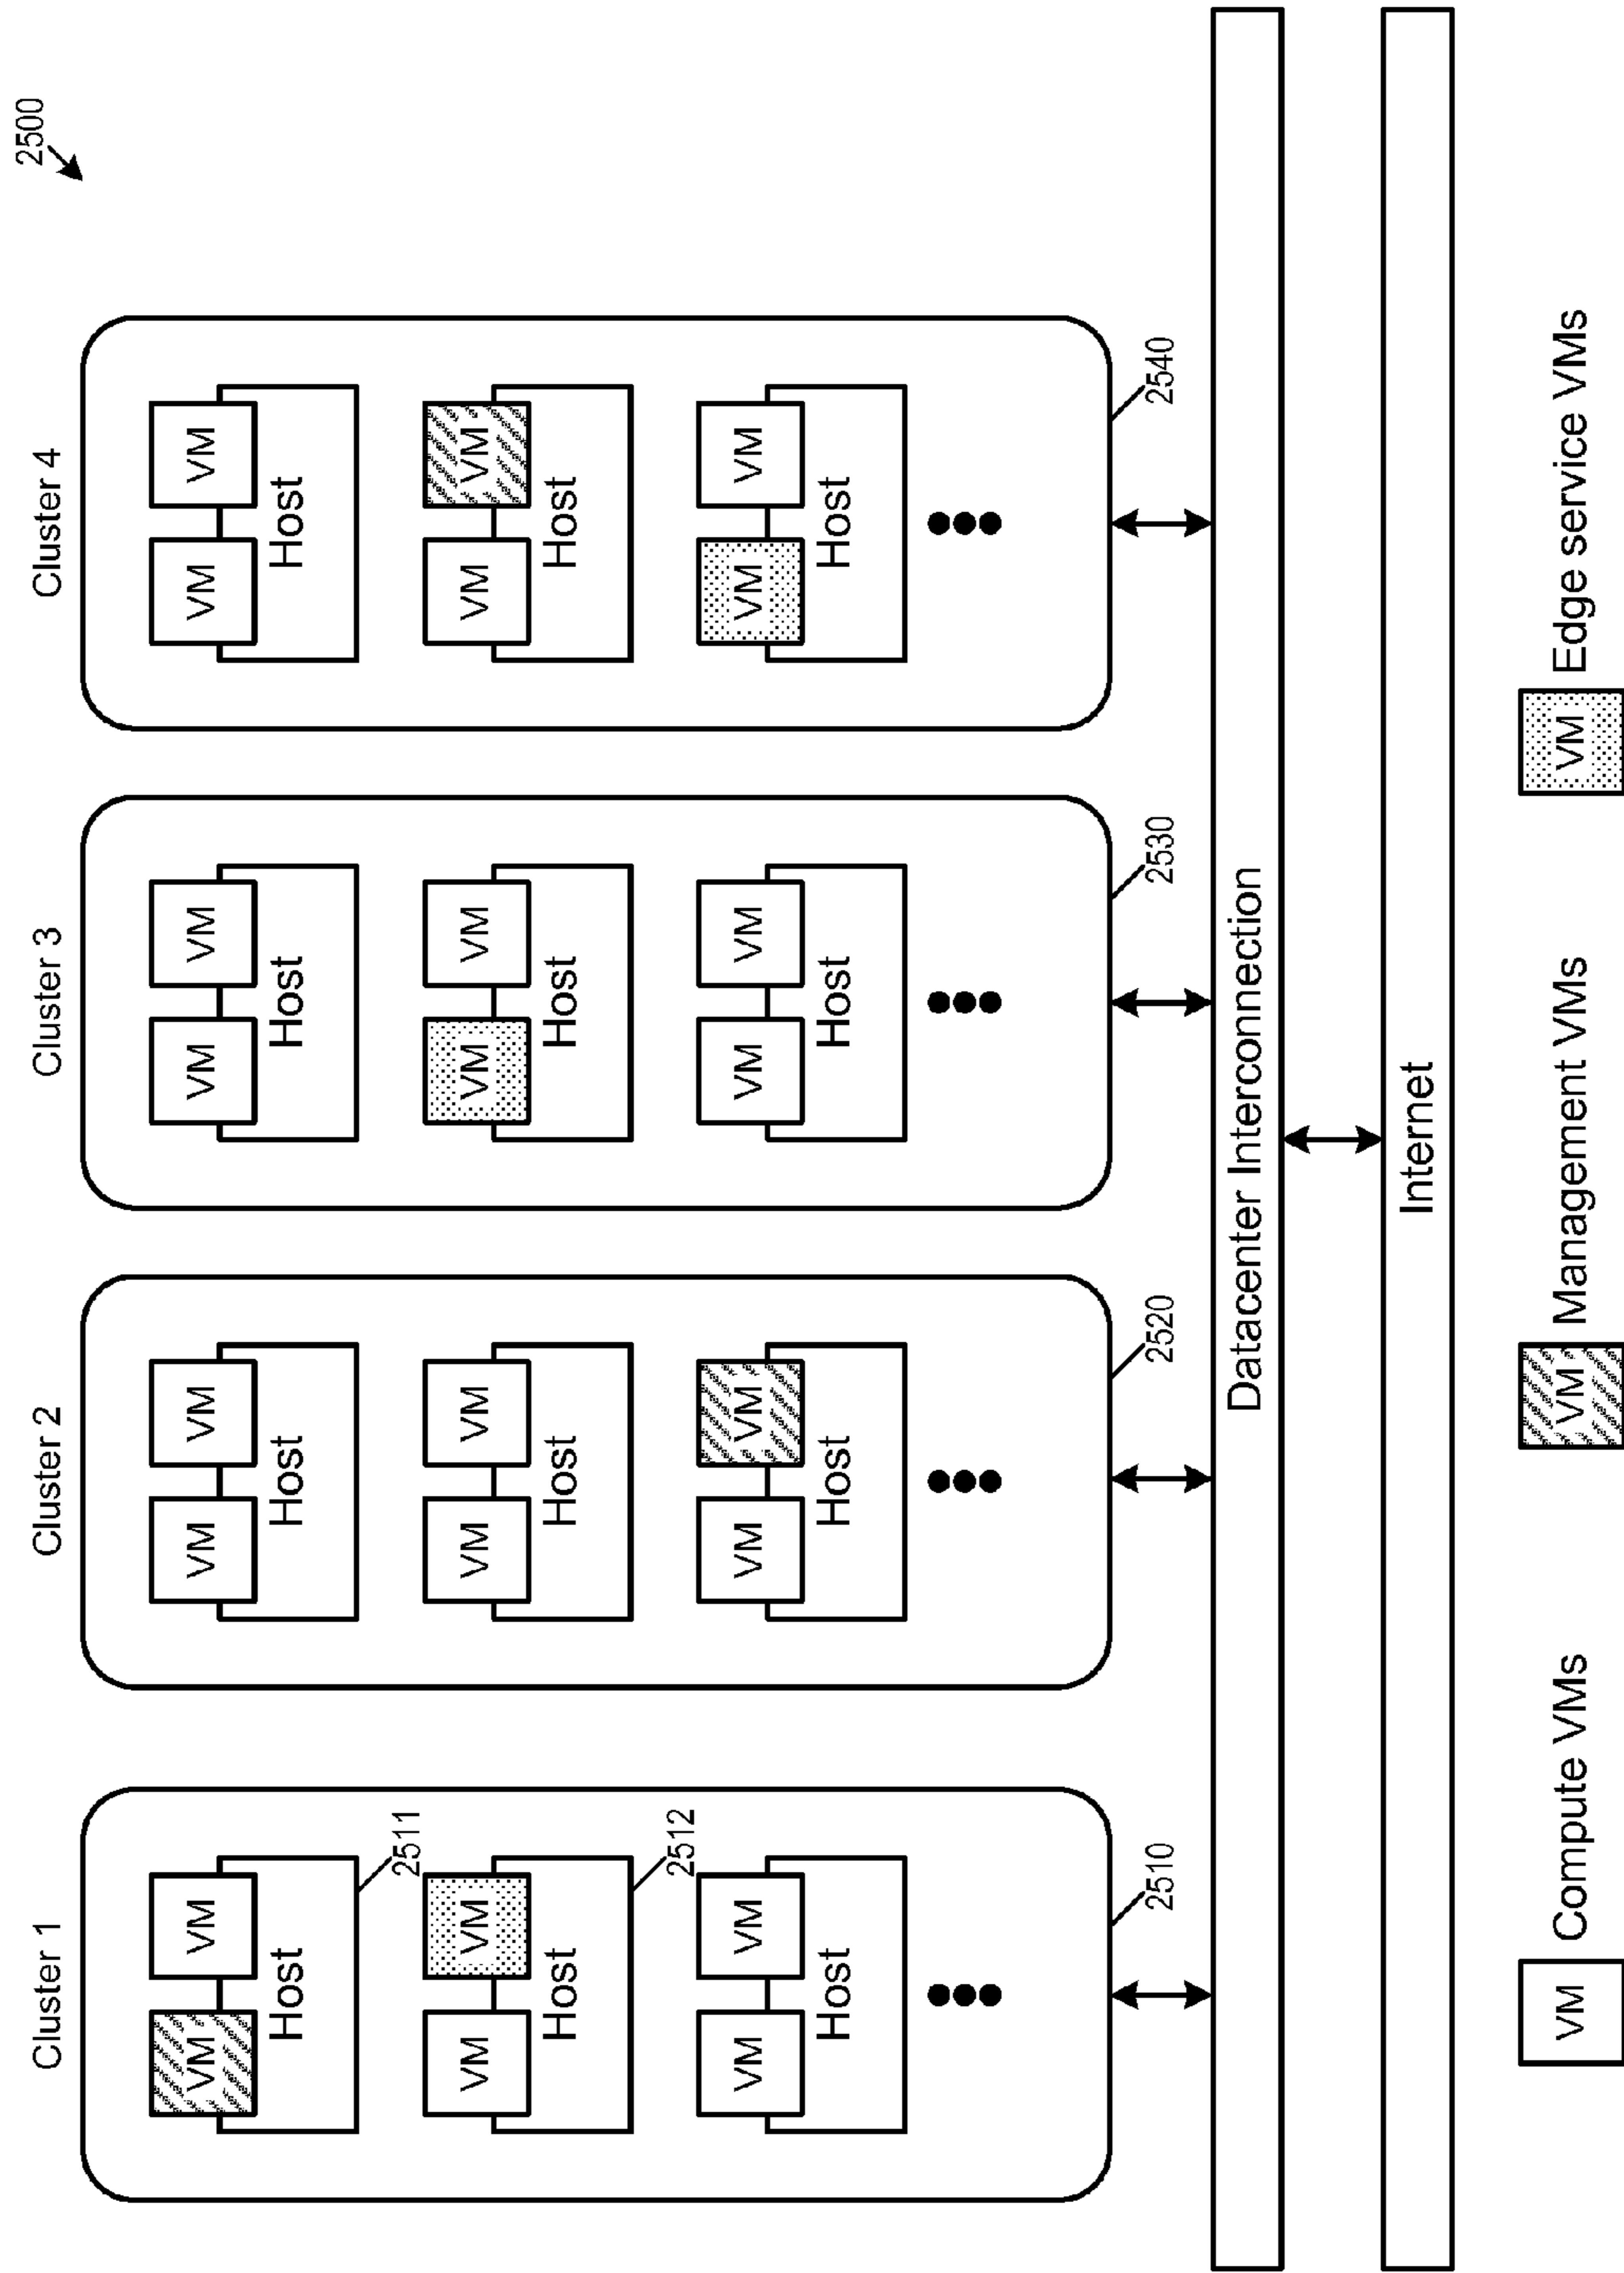 2500
Cluster 1
Cluster 2
Cluster 3
Cluster 4
VM
VM
Host
2511
VM
VM
Host
2512
VM
VM
Host
2510
VM
VM
Host
VM
VM
Host
VM
VM
Host
2520
VM
VM
Host
VM
VM
Host
VM
VM
Host
2530
VM
VM
Host
VM
VM
Host
VM
VM
Host
2540
Datacenter Interconnection
Internet
VM
Compute VMs
VM
Management VMs
VM
Edge service VMs